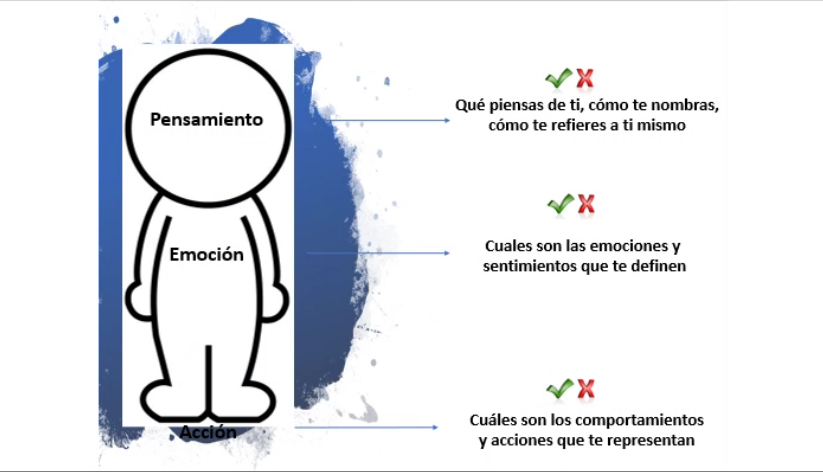 Pensamiento
Qué piensas de ti, cómo te nombras,
cómo te refieres a ti mismo
Emoción
Cuales son las emociones y
sentimientos que te definen
Acción
Cuáles son los comportamientos
y acciones que te representan